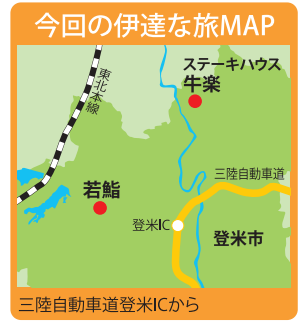 今回の伊達な旅MAP
ステーキハウス
牛楽
東北本線
三陸自動車道
若鮨
登米IC
登米市
三陸自動車道登米ICから